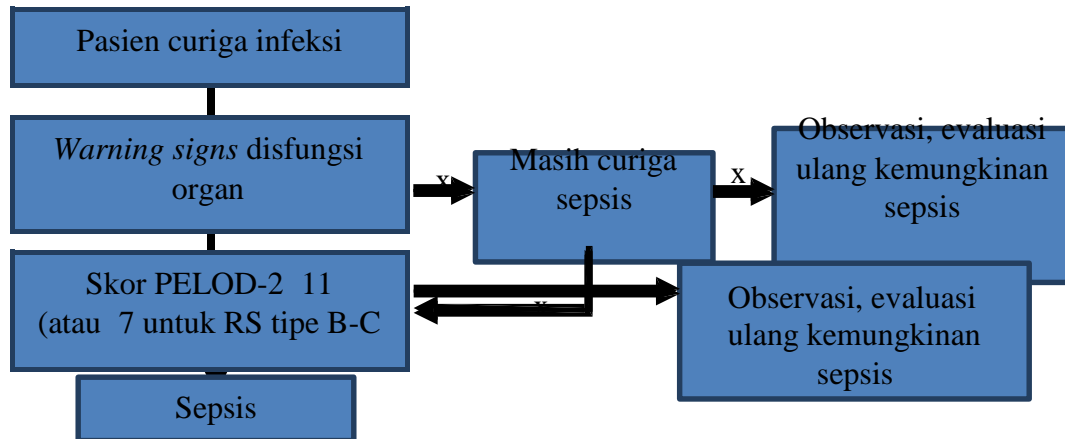 Pasien curiga infeksi
Warning signs disfungsi
organ
x
Masih curiga
sepsis
x
Observasi, evaluasi
ulang kemungkinan
sepsis
Skor PELOD-2 11
(atau 7 untuk RS tipe B-C
x
Observasi, evaluasi
ulang kemungkinan
sepsis
Sepsis